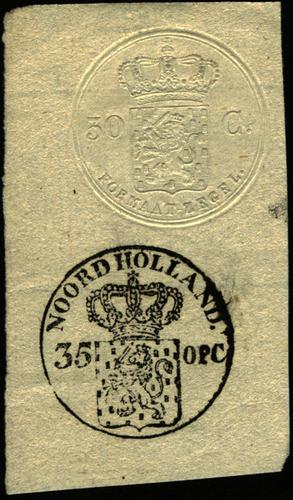 30 C.
FORMAAT-ZEGEL.
NOORD HOLLAND.
35 OPC